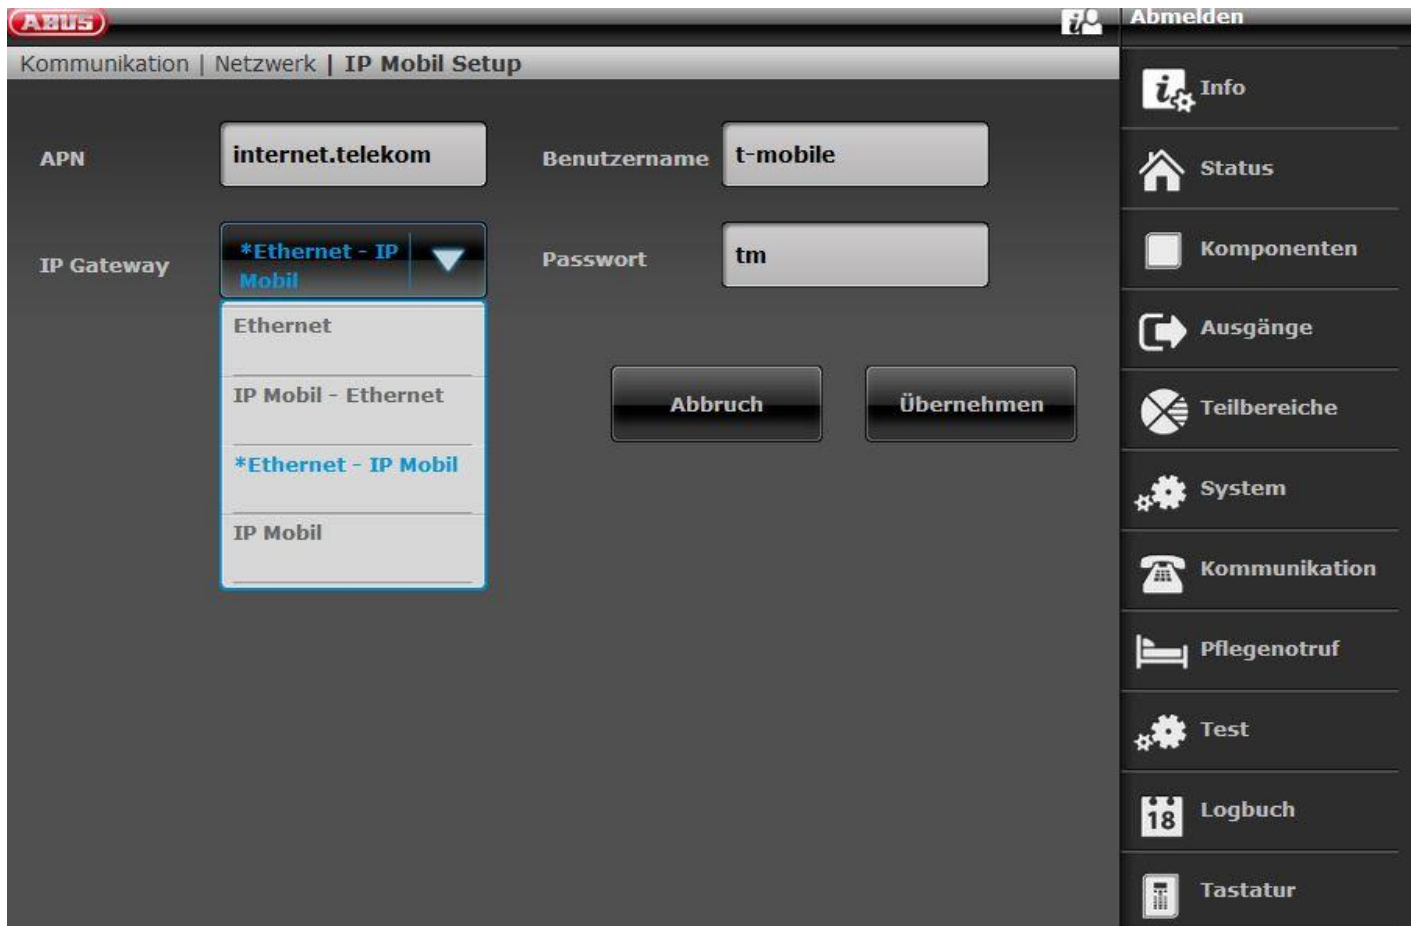 ABUS
Abmelden
Kommunikation | Netzwerk | IP Mobil Setup
APN
internet.telekom
Benutzername
t-mobile
IP Gateway
*Ethernet - IP
Mobil
Passwort
tm
Ethernet
IP Mobil - Ethernet
*Ethernet - IP Mobil
IP Mobil
Abbruch
Übernehmen
Info
Status
Komponenten
Ausgänge
Teilbereiche
System
Kommunikation
Pflegenotruf
Test
18
Logbuch
Tastatur